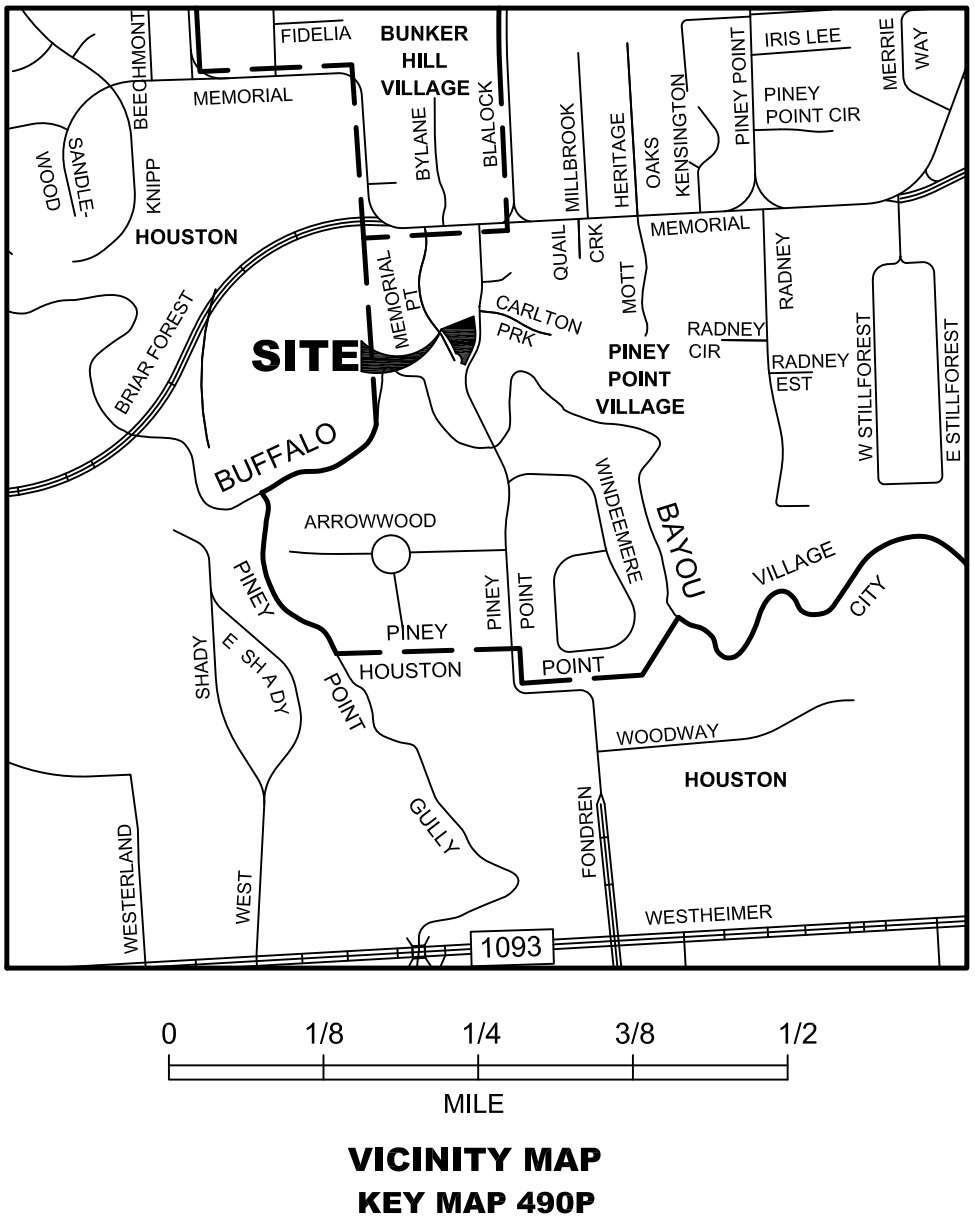 FIDELIA
BUNKER
HILL
VILLAGE
BEECHMONT
MEMORIAL
BYLANE
BLALOCK
MILLBROOK
HERITAGE
OAKS
KENSINGTON
PINEY POINT
IRIS LEE
PINEY
POINT CIR
MERRIE
WAY
SANDLE-
WOOD
KNIPP
HOUSTON
MEMORIAL
PT
QUAIL
CRK
MOTT
MEMORIAL
RADNEY
BRIAR FOREST
SITE
CARLTON
PRK
PINEY
POINT
VILLAGE
RADNEY
CIR
RADNEY
EST
W STILLFOREST
E STILLFOREST
BUFFALO
ARROWWOOD
WINDEEMERE
BAYOU
VILLAGE
CITY
PINEY
PINEY
POINT
PINEY
HOUSTON
POINT
SHADY
E SHADY
POINT
WOODWAY
HOUSTON
GULLY
FONDREN
WESTERLAND
WEST
WESTHEIMER
1093
0 1/8 1/4 3/8 1/2
MILE
VICINITY MAP
KEY MAP 490P